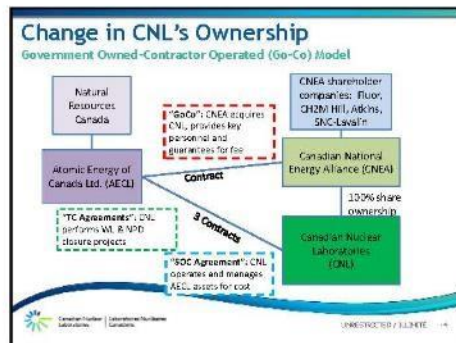 Change in CNL's Ownership
Government Owned-Contractor Operated (Go-Co) Model
Natural
Resources
Canada
"GoCo": CNEA acquires
CNL, provides key
personnel and
guarantees for fee
CNEA shareholder
companies: Fluor,
CH2M Hill, Atkins,
SNC-Lavalin
Atomic Energy of
Canada Ltd. (AECL)
Contract
Canadian National
Energy Alliance (CNEA)
3 Contracts
100% share
ownership
"TC Agreements": CNL
performs WL & NPD
closure projects
"SOC Agreement": CNL
operates and manages
AECL assets for cost
Canadian Nuclear
Laboratories
(CNL)
Canadian Nuclear | Laboratoires Nucléaires
Laboratories | Canadiens
UNRESTRICTED / ILLIMITÉ